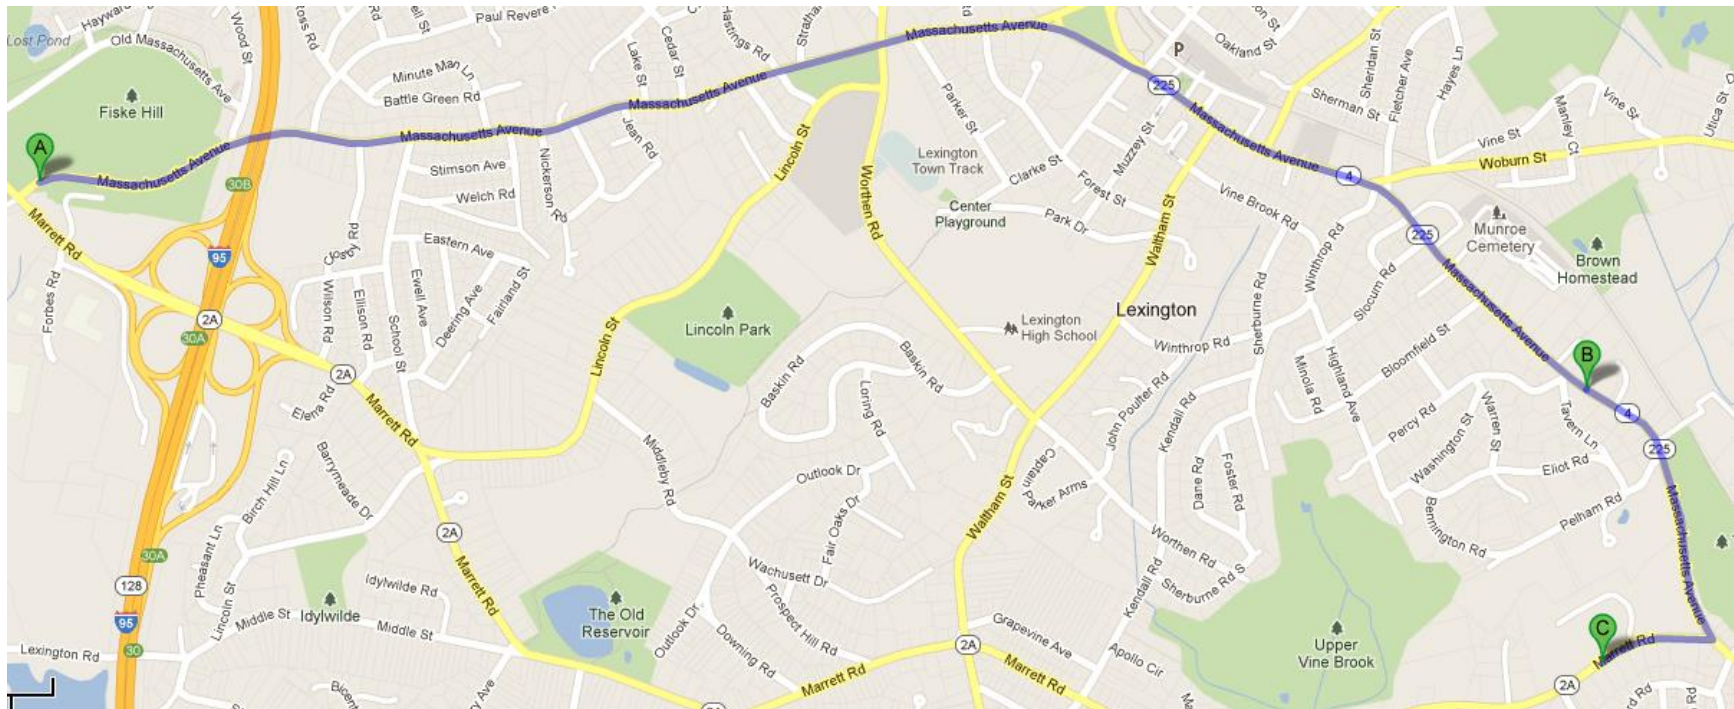 Hayward
Lost Pond
Old Massachusetts Ave
Wood St
Ross Rd
Paul Revere
Hastings Rd
Cedar St
Lake St
Minute Man Ln
Battle Green Rd
Fiske Hill
A
Massachusetts Avenue
Massachusetts Avenue
Massachusetts Avenue
Massachusetts Avenue
225
Massachusetts Avenue
4
225
Massachusetts Avenue
4
225
Massachusetts Avenue
P
Oakland St
Sheridan St
Fletcher Ave
Hayes Ln
Sherman St
Vine St
Manley Ct
Vine St
Utica St
Woburn St
Jean Rd
Nickerson Rd
Stimson Ave
Welch Rd
Eastern Ave
Fairland St
Deering Ave
Ewell Ave
School St
Ellison Rd
Wilson Rd
30B
95
2A
30A
Marrett Rd
Forbes Rd
Elena Rd
2A
Marrett Rd
Lincoln St
Lincoln St
Lincoln Park
Parker St
Lexington
Town Track
Clarke St
Muzzey St
Forest St
Center
Playground
Park Dr
Vine Brook Rd
Worthen Rd
Waltham St
Lexington
Lexington
High School
Winthrop Rd
Winthrop Rd
Sherburne Rd
Slocum Rd
Munroe
Cemetery
Brown
Homestead
Bloomfield St
Minola Rd
Highland Ave
B
Baskin Rd
Baskin Rd
Loring Rd
John Poulter Rd
Kendall Rd
Percy Rd
Washington St
Warren St
Tavern Ln
Eliot Rd
Pelham Rd
Bennington Rd
Middleby Rd
Outlook Dr
Fair Oaks Dr
Waltham St
Captain
Parker Arms
Dane Rd
Foster Rd
Worthen Rd
Sherburne Rd S
Kendall Rd
Barrymeade Dr
Birch Hill Ln
Pheasant Ln
30A
128
95
30
Lincoln St
2A
Marrett Rd
Idylwilde Rd
Idylwilde
Middle St
Middle St
Lexington Rd
The Old
Reservoir
Wachusett Dr
Prospect Hill Rd
Outlook Dr
Downing Rd
Marrett Rd
2A
Grapevine Ave
Marrett Rd
Apollo Cir
Upper
Vine Brook
C
Marrett Rd
2A